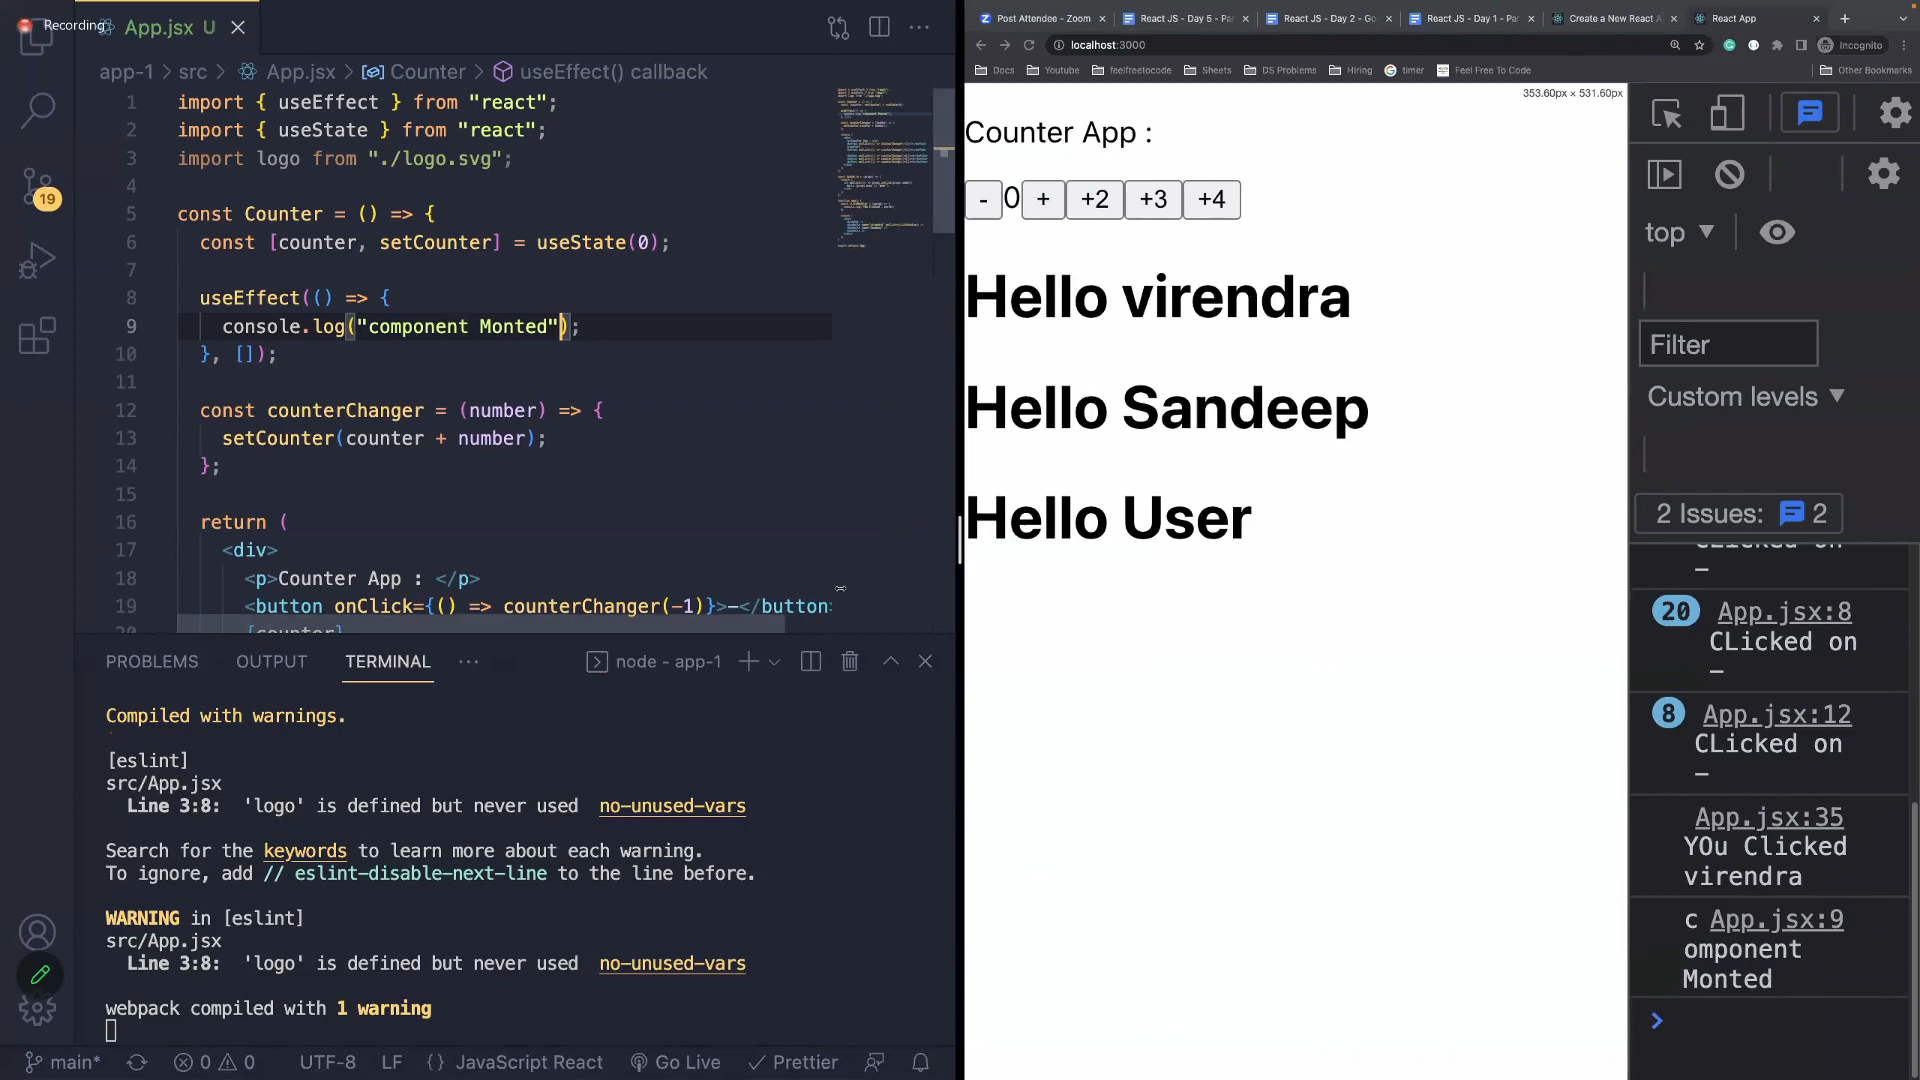 Recording
App.jsx U
app-1 > src > App.jsx > Counter > useEffect() callback
1 import { useEffect } from "react";
2 import { useState } from "react";
3 import logo from "./logo.svg";
4
5 const Counter = () => {
6 const [counter, setCounter] = useState(0);
7
8 useEffect(() => {
9 console.log("component Monted");
10 }, []);
11
12 const counterChanger = (number) => {
13 setCounter(counter + number);
14 };
15
16 return (
17 <div>
18 <p>Counter App : </p>
19 <button onClick={() => counterChanger(-1)}>-</button>
{counter}
19
PROBLEMS OUTPUT TERMINAL ··· node - app-1
Compiled with warnings.
[eslint]
src/App.jsx
Line 3:8: 'logo' is defined but never used no-unused-vars
Search for the keywords to learn more about each warning.
To ignore, add // eslint-disable-next-line to the line before.
WARNING in [eslint]
src/App.jsx
Line 3:8: 'logo' is defined but never used no-unused-vars
webpack compiled with 1 warning
main* 0 0 UTF-8 LF {} JavaScript React Go Live Prettier
Post Attendee - Zoom React JS - Day 5 - Par React JS - Day 2 - Go React JS - Day 1 - Par Create a New React A React App
localhost:3000 Incognito
Docs Youtube feelfreetocode Sheets DS Problems Hiring timer Feel Free To Code Other Bookmarks
353.60px × 531.60px
Counter App :
- 0 + +2 +3 +4
Hello virendra
Hello Sandeep
Hello User
top
Filter
Custom levels
2 Issues: 2
CLicked on
-
20 App.jsx:8
CLicked on
-
8 App.jsx:12
CLicked on
-
App.jsx:35
YOu Clicked
virendra
c App.jsx:9
omponent
Monted